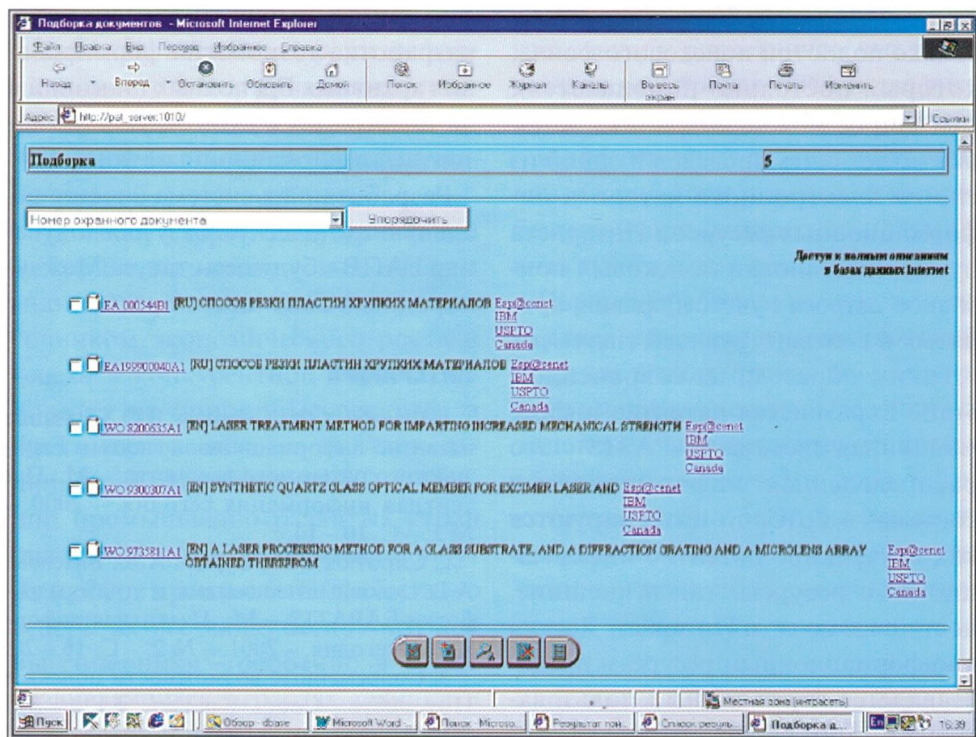 Подборка документов - Microsoft Internet Explorer
Файл Правка Вид Переход Избранное Справка
Назад Вперед Остановить Обновить Домой Поиск Избранное Журнал Каналы Во весь экран Почта Печать Изменить
Адрес http://pat_server:1010/ Ссылки
Подборка 5
Номер охранного документа Упорядочить
Доступ к полным описаниям
в базах данных Internet
EA 000544B1 [RU] СПОСОБ РЕЗКИ ПЛАСТИН ХРУПКИХ МАТЕРИАЛОВ Esp@cenet
IBM
USPTO
Canada
EA199900040A1 [RU] СПОСОБ РЕЗКИ ПЛАСТИН ХРУПКИХ МАТЕРИАЛОВ Esp@cenet
IBM
USPTO
Canada
WO 8200635A1 [EN] LASER TREATMENT METHOD FOR IMPARTING INCREASED MECHANICAL STRENGTH Esp@cenet
IBM
USPTO
Canada
WO 9300307A1 [EN] SYNTHETIC QUARTZ GLASS OPTICAL MEMBER FOR EXCIMER LASER AND Esp@cenet
IBM
USPTO
Canada
WO 9735811A1 [EN] A LASER PROCESSING METHOD FOR A GLASS SUBSTRATE, AND A DIFFRACTION GRATING AND A MICROLENS ARRAY Esp@cenet
OBTAINED THEREFROM IBM
USPTO
Canada
Местная зона (интрасеть)
Пуск Обзор - dbase Microsoft Word -... Поиск - Microso... Результат пои... Список резуль... Подборка д... En 16:39